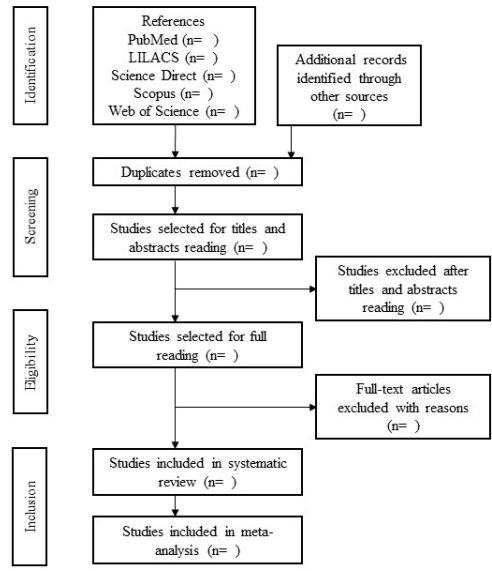 Identification
References
PubMed (n= )
LILACS (n= )
Science Direct (n= )
Scopus (n= )
Web of Science (n= )
Additional records
identified through
other sources
(n= )
Screening
Duplicates removed (n= )
Studies selected for titles and
abstracts reading (n= )
Studies excluded after
titles and abstracts
reading (n= )
Eligibility
Studies selected for full
reading (n= )
Full-text articles
excluded with reasons
(n= )
Inclusion
Studies included in systematic
review (n= )
Studies included in meta-
analysis (n= )